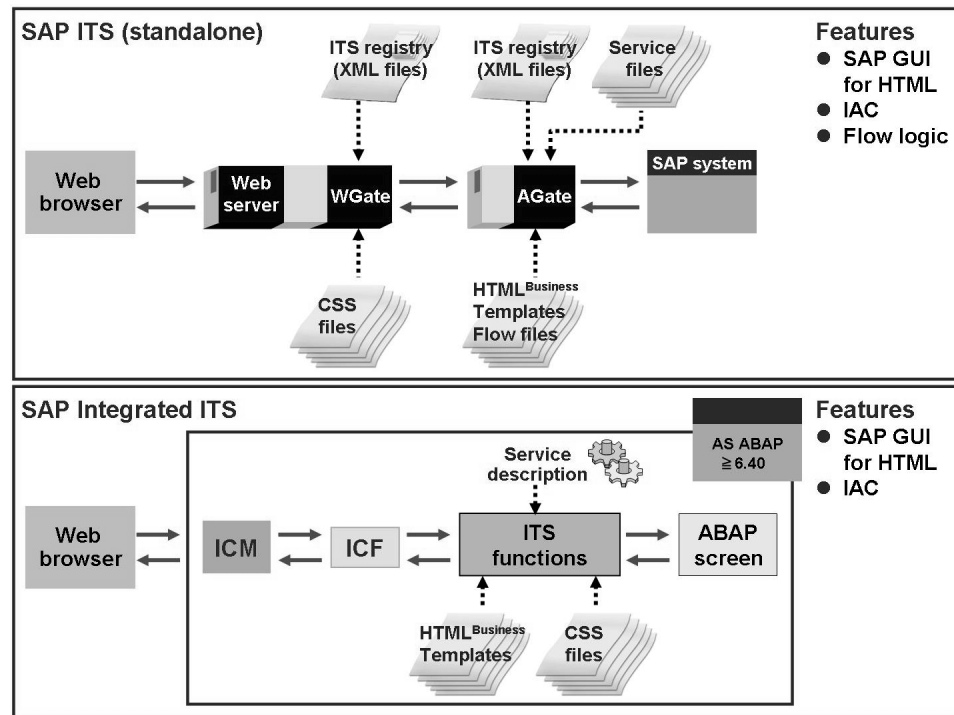 SAP ITS (standalone)
ITS registry
(XML files)
ITS registry
(XML files)
Service
files
Features
● SAP GUI
for HTML
● IAC
● Flow logic
Web
browser
Web
server
WGate
AGate
SAP system
CSS
files
HTMLBusiness
Templates
Flow files
SAP Integrated ITS
AS ABAP
≧6.40
Features
● SAP GUI
for HTML
● IAC
Service
description
Web
browser
ICM
ICF
ITS
functions
ABAP
screen
HTMLBusiness
Templates
CSS
files